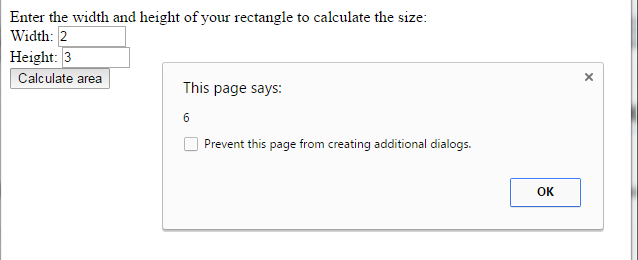 Enter the width and height of your rectangle to calculate the size:
Width: 2
Height: 3
Calculate area
This page says:
6
Prevent this page from creating additional dialogs.
OK